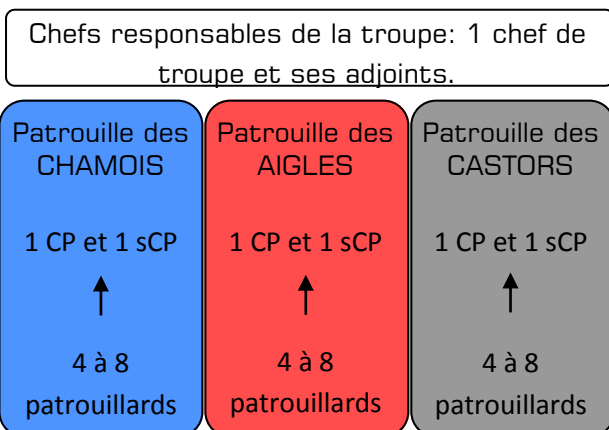 Chefs responsables de la troupe: 1 chef de
troupe et ses adjoints.
Patrouille des
CHAMOIS
1 CP et 1 sCP
4 à 8
patrouillards
Patrouille des
AIGLES
1 CP et 1 sCP
4 à 8
patrouillards
Patrouille des
CASTORS
1 CP et 1 sCP
4 à 8
patrouillards